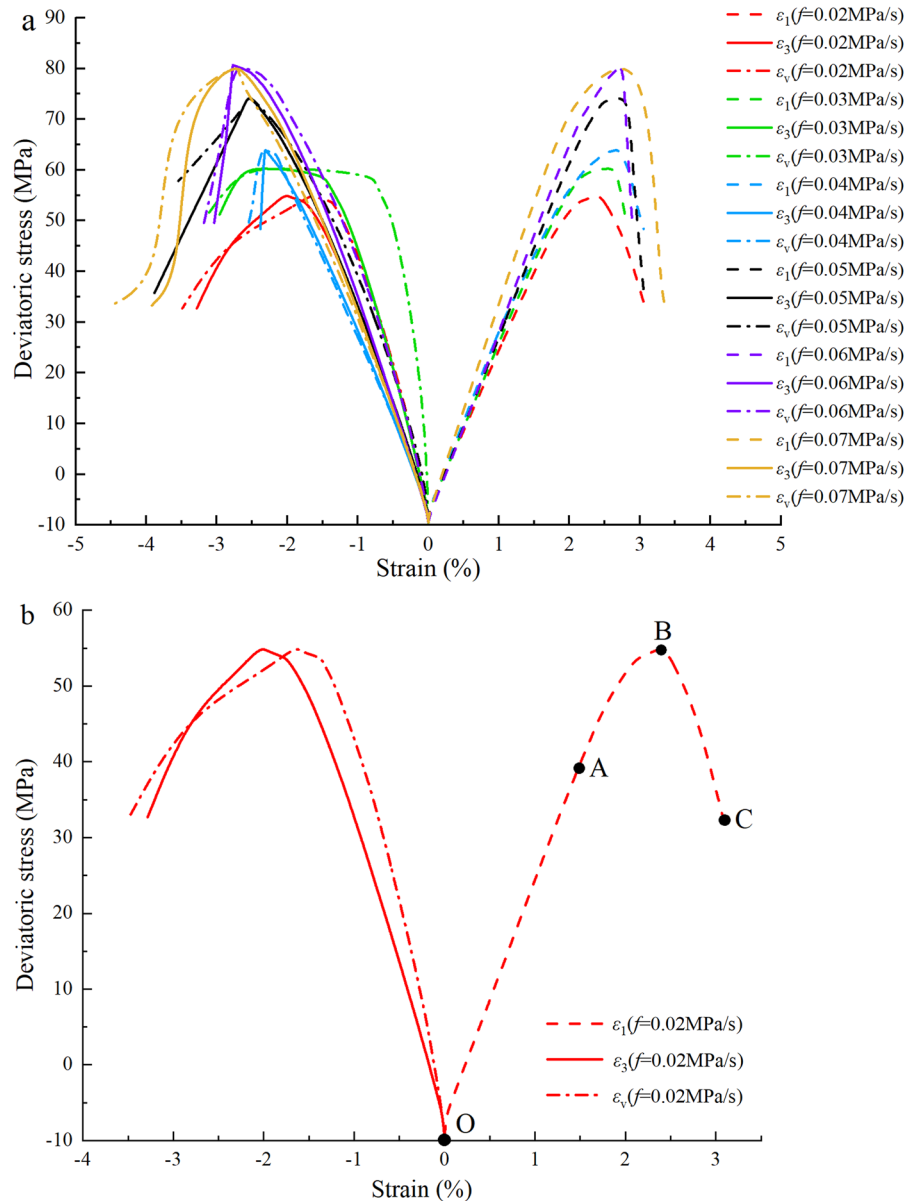 a
90
80
70
60
50
40
30
20
10
0
-10
-5 -4 -3 -2 -1 0 1 2 3 4 5
Deviatoric stress (MPa)
Strain (%)
ε1(f=0.02MPa/s)
ε3(f=0.02MPa/s)
εv(f=0.02MPa/s)
ε1(f=0.03MPa/s)
ε3(f=0.03MPa/s)
εv(f=0.03MPa/s)
ε1(f=0.04MPa/s)
ε3(f=0.04MPa/s)
εv(f=0.04MPa/s)
ε1(f=0.05MPa/s)
ε3(f=0.05MPa/s)
εv(f=0.05MPa/s)
ε1(f=0.06MPa/s)
ε3(f=0.06MPa/s)
εv(f=0.06MPa/s)
ε1(f=0.07MPa/s)
ε3(f=0.07MPa/s)
εv(f=0.07MPa/s)
b
60
50
40
30
20
10
0
-10
-4 -3 -2 -1 0 1 2 3
Deviatoric stress (MPa)
Strain (%)
B
A
C
O
ε1(f=0.02MPa/s)
ε3(f=0.02MPa/s)
εv(f=0.02MPa/s)